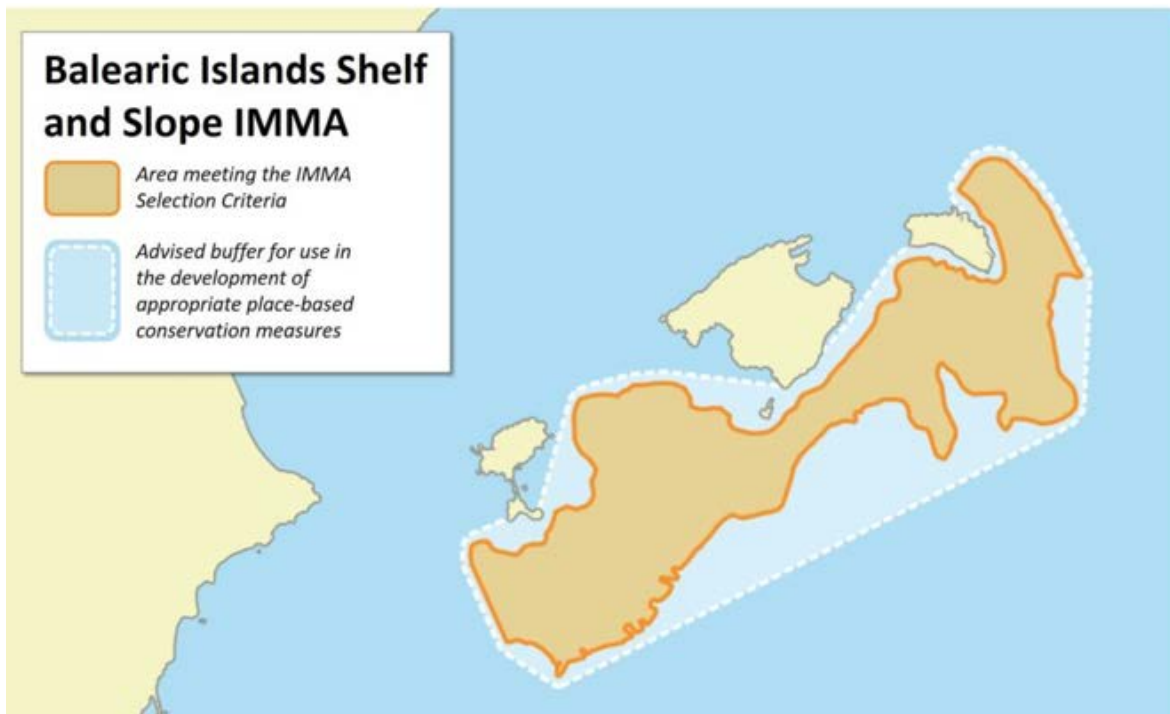 Balearic Islands Shelf
and Slope IMMA
Area meeting the IMMA
Selection Criteria
Advised buffer for use in
the development of
appropriate place-based
conservation measures